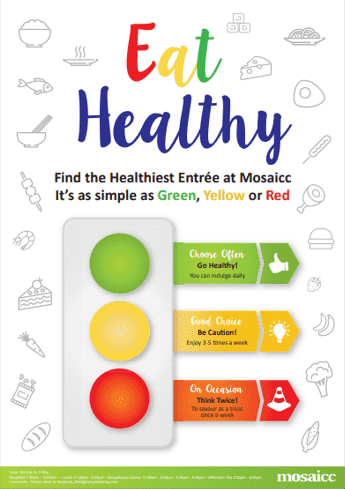 Eat
Healthy
Find the Healthiest Entrée at Mosaicc
It's as simple as Green, Yellow or Red
Choose Often
Go Healthy!
You can indulge daily
Good Choice
Be Caution!
Enjoy 3-5 times a week
On Occasion
Think Twice!
To savour as a treat
once a week
mosaicc